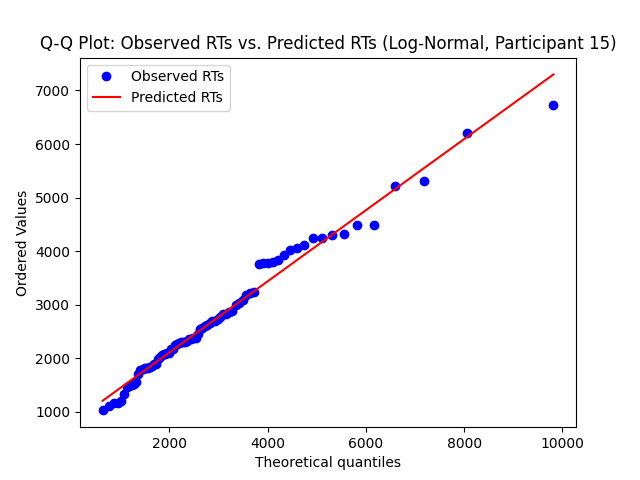 Q-Q Plot: Observed RTs vs. Predicted RTs (Log-Normal, Participant 15)
Observed RTs
Predicted RTs
Ordered Values
7000
6000
5000
4000
3000
2000
1000
2000 4000 6000 8000 10000
Theoretical quantiles